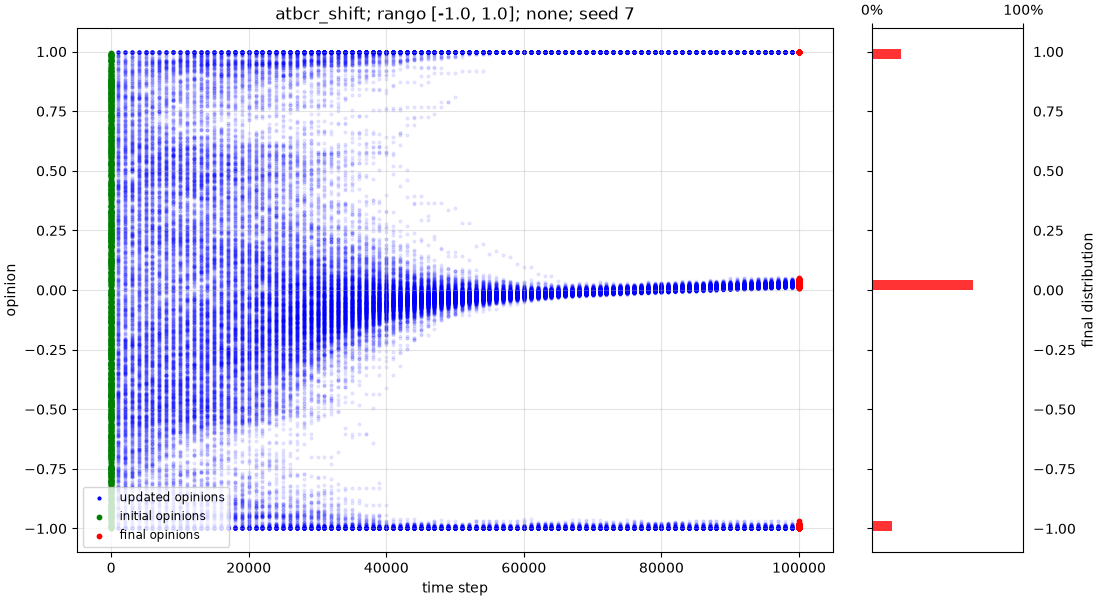 atbcr_shift; rango [-1.0, 1.0]; none; seed 7
0% 100%
1.00 1.00
0.75 0.75
0.50 0.50
0.25 0.25
0.00 0.00
−0.25 −0.25
−0.50 −0.50
−0.75 −0.75
−1.00 −1.00
opinion
final distribution
updated opinions
initial opinions
final opinions
0 20000 40000 60000 80000 100000
time step